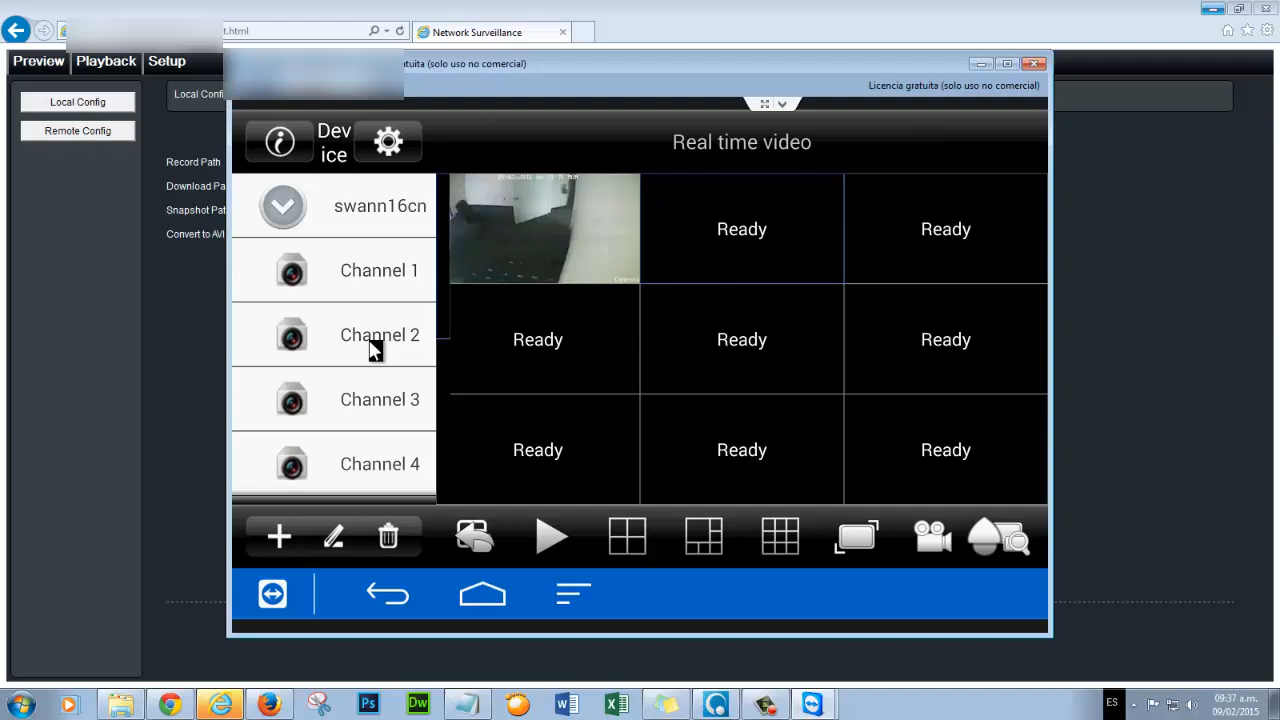 t.html
Network Surveillance
Preview
Playback
Setup
tuita (solo uso no comercial)
Licencia gratuita (solo uso no comercial)
Local Config
Remote Config
Local Confi
Record Path
Download Pa
Snapshot Pat
Convert to AVI
Dev
ice
Real time video
swann16cn
Channel 1
Channel 2
Channel 3
Channel 4
Ready
Ready
Ready
Ready
Ready
Ready
Ready
Ready
Ps
Dw
ES
09:37 a.m.
09/02/2015